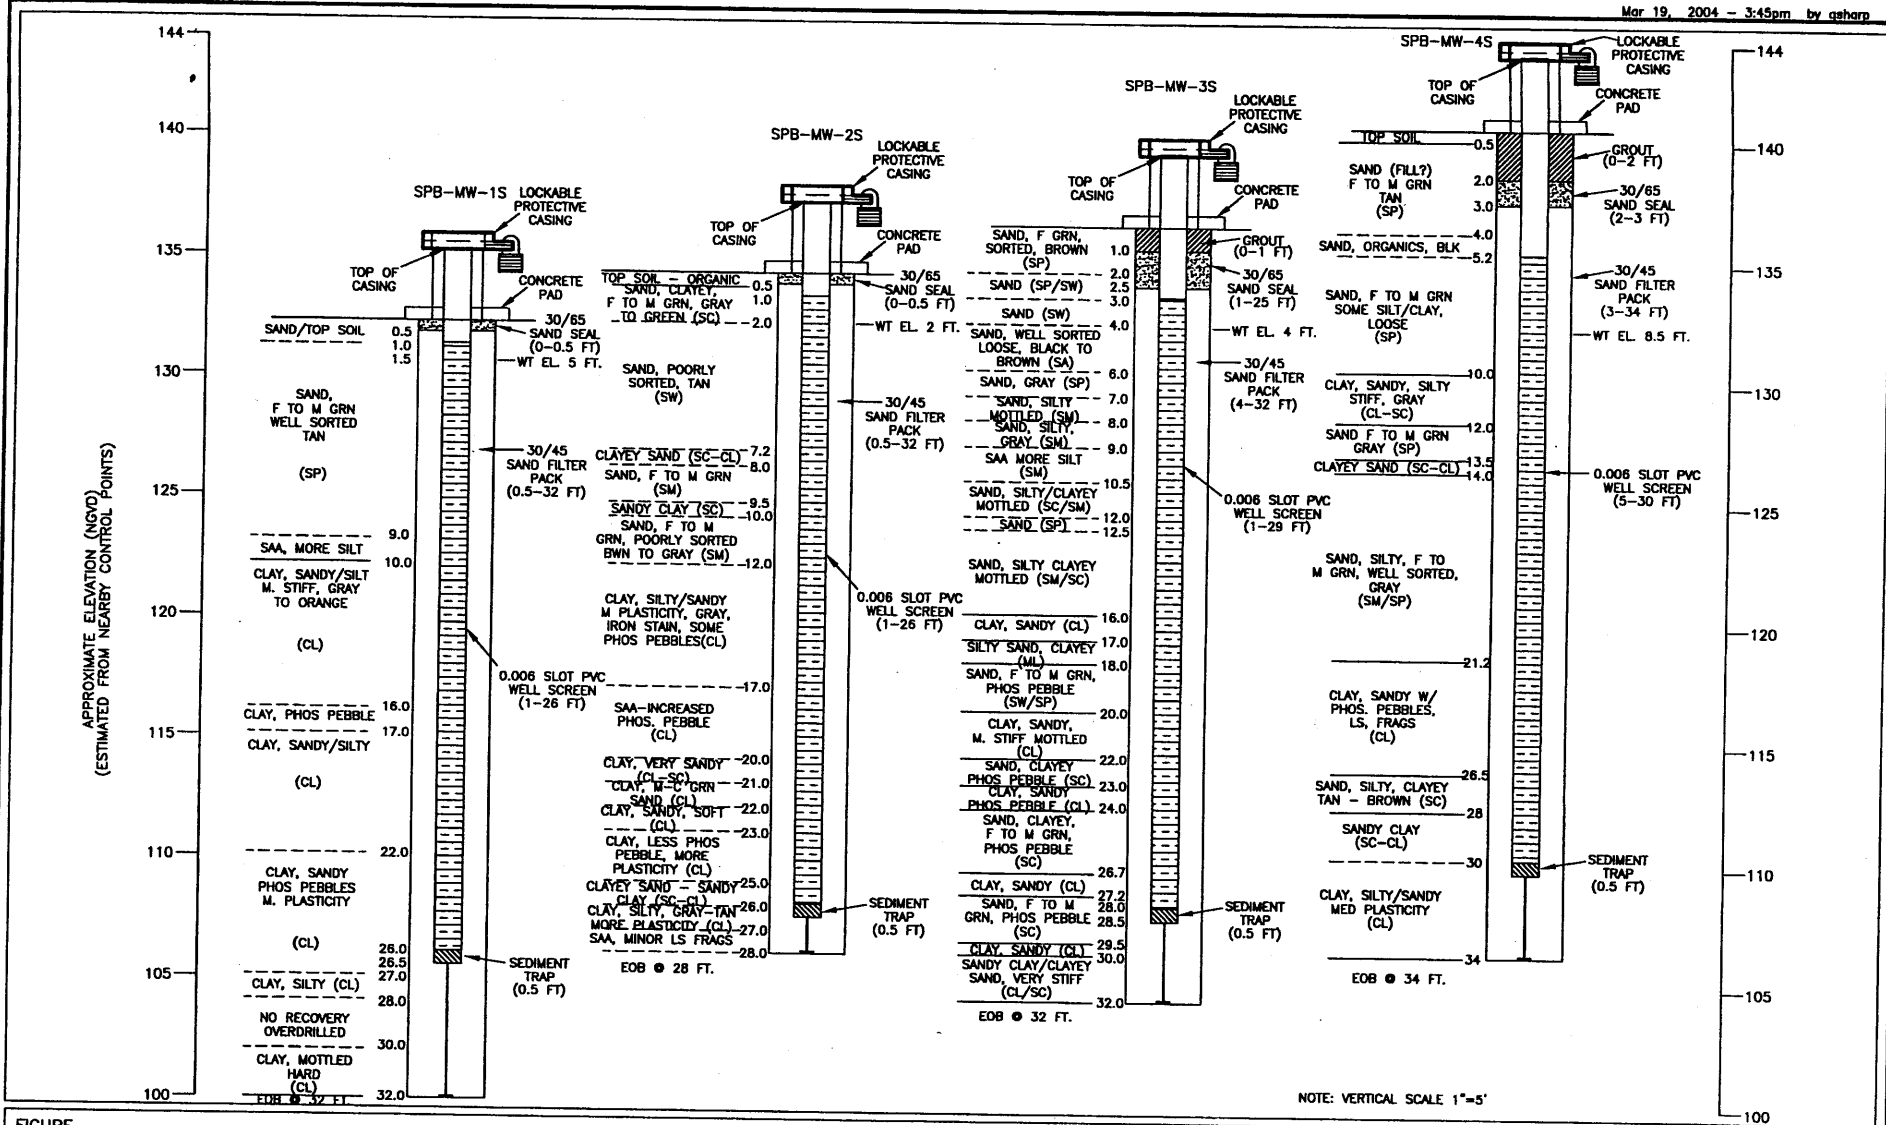 Mar 19, 2004 - 3:45pm by qsharp
144
140
135
130
125
120
115
110
105
100
APPROXIMATE ELEVATION (NGVD)
(ESTIMATED FROM NEARBY CONTROL POINTS)
SPB-MW-1S
LOCKABLE
PROTECTIVE
CASING
TOP OF
CASING
CONCRETE
PAD
30/65
SAND SEAL
(0-0.5 FT)
WT EL. 5 FT.
SAND/TOP SOIL
0.5
1.0
1.5
SAND,
F TO M GRN
WELL SORTED
TAN
(SP)
30/45
SAND FILTER
PACK
(0.5-32 FT)
9.0
SAA, MORE SILT
10.0
CLAY, SANDY/SILT
M. STIFF, GRAY
TO ORANGE
(CL)
0.006 SLOT PVC
WELL SCREEN
(1-26 FT)
16.0
CLAY, PHOS PEBBLE
17.0
CLAY, SANDY/SILTY
(CL)
22.0
CLAY, SANDY
PHOS PEBBLES
M. PLASTICITY
(CL)
26.0
26.5
27.0
SEDIMENT
TRAP
(0.5 FT)
CLAY, SILTY (CL)
28.0
NO RECOVERY
OVERDRILLED
30.0
CLAY, MOTTLED
HARD
(CL)
32.0
EOB @ 32 FT.
SPB-MW-2S
LOCKABLE
PROTECTIVE
CASING
TOP OF
CASING
CONCRETE
PAD
30/65
SAND SEAL
(0-0.5 FT)
WT EL. 2 FT.
TOP SOIL - ORGANIC
0.5
SAND, CLAYEY,
F TO M GRN, GRAY
TO GREEN (SC)
1.0
2.0
SAND, POORLY
SORTED, TAN
(SW)
30/45
SAND FILTER
PACK
(0.5-32 FT)
7.2
CLAYEY SAND (SC-CL)
8.0
SAND, F TO M GRN
(SM)
9.5
SANDY CLAY (SC)
10.0
SAND, F TO M
GRN, POORLY SORTED
BWN TO GRAY (SM)
12.0
CLAY, SILTY/SANDY
M PLASTICITY, GRAY,
IRON STAIN, SOME
PHOS PEBBLES(CL)
0.006 SLOT PVC
WELL SCREEN
(1-26 FT)
17.0
SAA-INCREASED
PHOS. PEBBLE
(CL)
20.0
CLAY, VERY SANDY
(CL-SC)
21.0
CLAY, M-C GRN
SAND (CL)
22.0
CLAY, SANDY, SOFT
(CL)
23.0
CLAY, LESS PHOS
PEBBLE, MORE
PLASTICITY (CL)
25.0
CLAYEY SAND - SANDY
CLAY (SC-CL)
26.0
CLAY, SILTY, GRAY-TAN
MORE PLASTICITY (CL)
27.0
SAA, MINOR LS FRAGS
28.0
SEDIMENT
TRAP
(0.5 FT)
EOB @ 28 FT.
SPB-MW-3S
LOCKABLE
PROTECTIVE
CASING
TOP OF
CASING
CONCRETE
PAD
GROUT
(0-1 FT)
30/65
SAND SEAL
(1-25 FT)
WT EL. 4 FT.
SAND, F GRN,
SORTED, BROWN
(SP)
1.0
2.0
SAND (SP/SW)
2.5
3.0
SAND (SW)
4.0
SAND, WELL SORTED
LOOSE, BLACK TO
BROWN (SA)
6.0
SAND, GRAY (SP)
7.0
SAND, SILTY
MOTTLED (SM)
8.0
SAND, SILTY,
GRAY (SM)
9.0
SAA MORE SILT
(SM)
10.5
SAND, SILTY/CLAYEY
MOTTLED (SC/SM)
12.0
SAND (SP)
12.5
SAND, SILTY CLAYEY
MOTTLED (SM/SC)
30/45
SAND FILTER
PACK
(4-32 FT)
0.006 SLOT PVC
WELL SCREEN
(1-29 FT)
16.0
CLAY, SANDY (CL)
17.0
SILTY SAND, CLAYEY
(ML)
18.0
SAND, F TO M GRN,
PHOS PEBBLE
(SW/SP)
20.0
CLAY, SANDY,
M. STIFF MOTTLED
(CL)
22.0
SAND, CLAYEY
PHOS PEBBLE (SC)
23.0
CLAY, SANDY
PHOS PEBBLE (CL)
24.0
SAND, CLAYEY,
F TO M GRN,
PHOS PEBBLE
(SC)
26.7
CLAY, SANDY (CL)
27.2
SAND, F TO M
GRN, PHOS PEBBLE
(SC)
28.0
28.5
29.5
CLAY, SANDY (CL)
30.0
SANDY CLAY/CLAYEY
SAND, VERY STIFF
(CL/SC)
32.0
SEDIMENT
TRAP
(0.5 FT)
EOB @ 32 FT.
SPB-MW-4S
LOCKABLE
PROTECTIVE
CASING
TOP OF
CASING
CONCRETE
PAD
GROUT
(0-2 FT)
30/65
SAND SEAL
(2-3 FT)
TOP SOIL
0.5
SAND (FILL?)
F TO M GRN
TAN
(SP)
2.0
3.0
4.0
SAND, ORGANICS, BLK
5.2
30/45
SAND FILTER
PACK
(3-34 FT)
WT EL. 8.5 FT.
SAND, F TO M GRN
SOME SILT/CLAY,
LOOSE
(SP)
10.0
CLAY, SANDY, SILTY
STIFF, GRAY
(CL-SC)
12.0
SAND F TO M GRN
GRAY (SP)
13.5
CLAYEY SAND (SC-CL)
14.0
0.006 SLOT PVC
WELL SCREEN
(5-30 FT)
SAND, SILTY, F TO
M GRN, WELL SORTED,
GRAY
(SM/SP)
21.2
CLAY, SANDY W/
PHOS. PEBBLES,
LS, FRAGS
(CL)
26.5
SAND, SILTY, CLAYEY
TAN - BROWN (SC)
28
SANDY CLAY
(SC-CL)
30
CLAY, SILTY/SANDY
MED PLASTICITY
(CL)
34
SEDIMENT
TRAP
(0.5 FT)
EOB @ 34 FT.
144
140
135
130
125
120
115
110
105
100
NOTE: VERTICAL SCALE 1"=5'
FIGURE